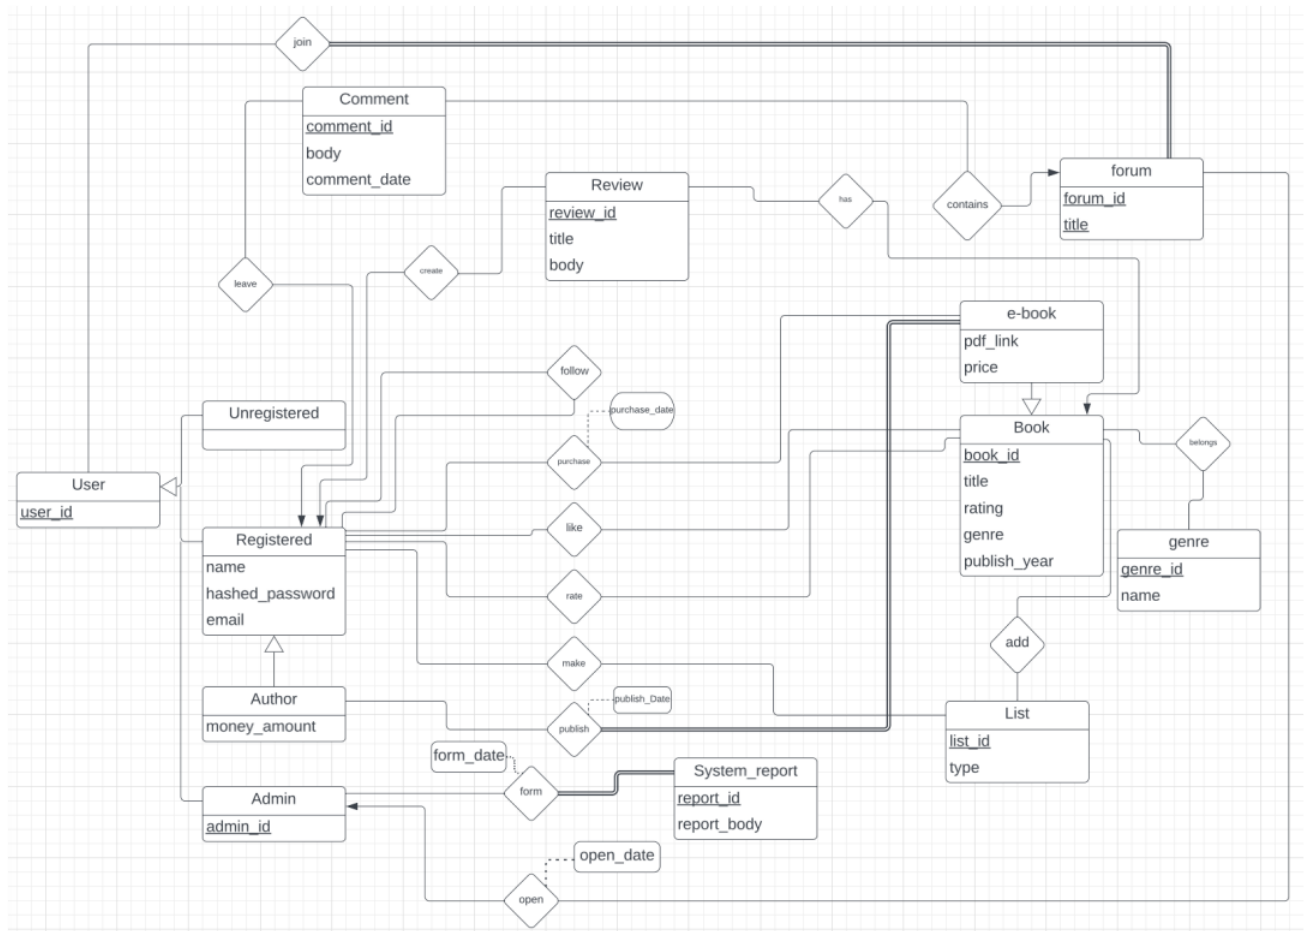 join
Comment
comment_id
body
comment_date
forum
forum_id
title
Review
review_id
title
body
has
contains
create
leave
e-book
pdf_link
price
follow
purchase_date
Unregistered
Book
book_id
title
rating
genre
publish_year
belongs
purchase
User
user_id
like
Registered
name
hashed_password
email
genre
genre_id
name
rate
add
make
Author
money_amount
publish_Date
publish
List
list_id
type
form_date
System_report
report_id
report_body
form
Admin
admin_id
open_date
open